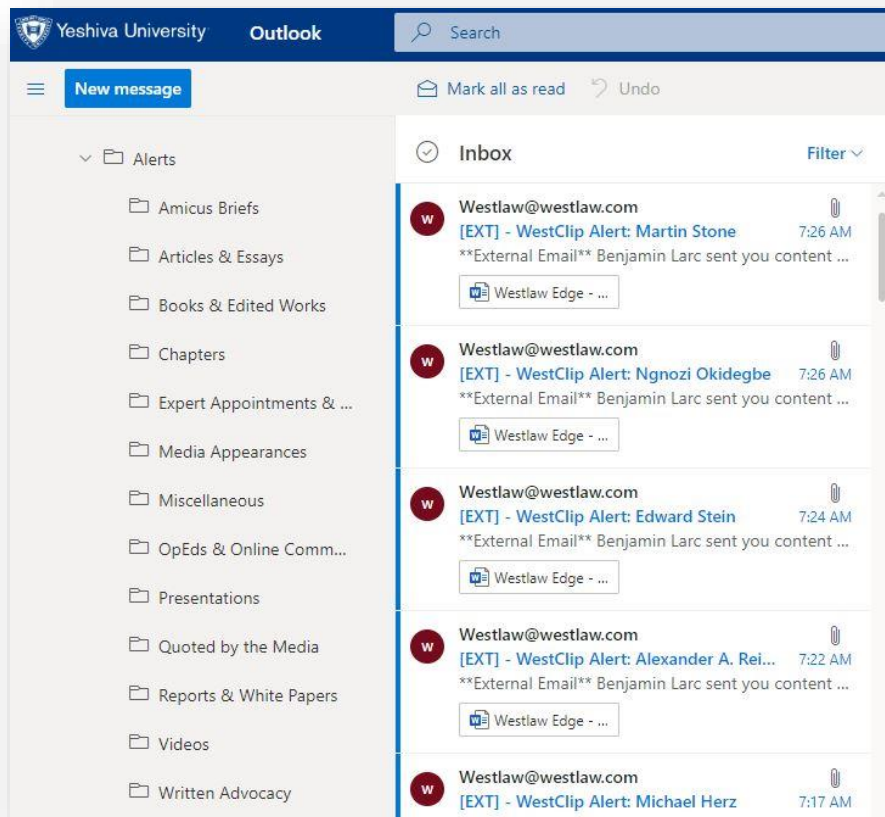 Yeshiva University Outlook Search
New message Mark all as read Undo
Alerts
Amicus Briefs
Articles & Essays
Books & Edited Works
Chapters
Expert Appointments & ...
Media Appearances
Miscellaneous
OpEds & Online Comm...
Presentations
Quoted by the Media
Reports & White Papers
Videos
Written Advocacy
Inbox Filter
W
Westlaw@westlaw.com
[EXT] - WestClip Alert: Martin Stone 7:26 AM
**External Email** Benjamin Larc sent you content ...
Westlaw Edge - ...
W
Westlaw@westlaw.com
[EXT] - WestClip Alert: Ngnozi Okidegbe 7:26 AM
**External Email** Benjamin Larc sent you content ...
Westlaw Edge - ...
W
Westlaw@westlaw.com
[EXT] - WestClip Alert: Edward Stein 7:24 AM
**External Email** Benjamin Larc sent you content ...
Westlaw Edge - ...
W
Westlaw@westlaw.com
[EXT] - WestClip Alert: Alexander A. Rei... 7:22 AM
**External Email** Benjamin Larc sent you content ...
Westlaw Edge - ...
W
Westlaw@westlaw.com
[EXT] - WestClip Alert: Michael Herz 7:17 AM